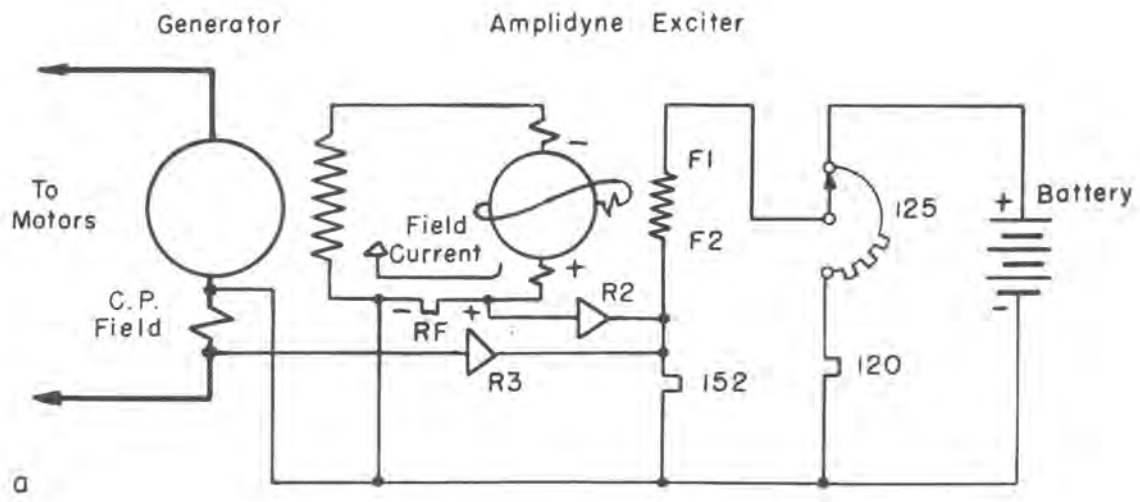 Generator
Amplidyne Exciter
To
Motors
C.P.
Field
Field
Current
-
+
- +
RF
R2
R3
F1
F2
152
125
120
+
Battery
-
a